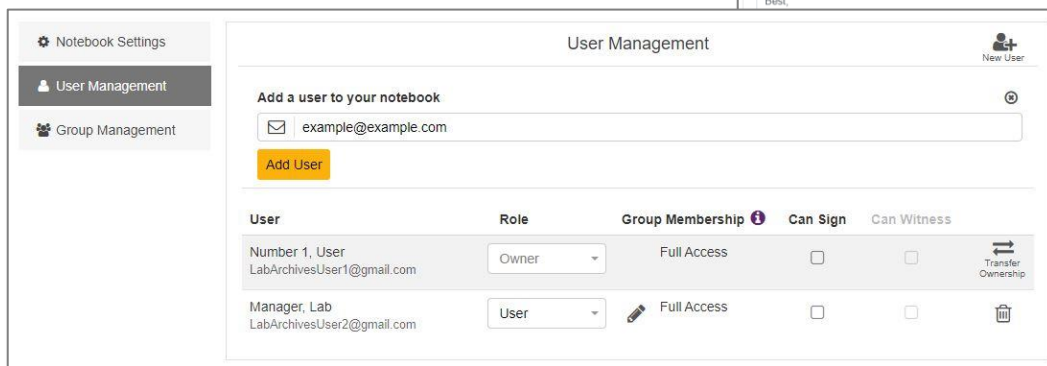 best,
Notebook Settings
User Management
Group Management
User Management
New User
Add a user to your notebook
example@example.com
Add User
User Role Group Membership Can Sign Can Witness
Number 1, User Owner Full Access
LabArchivesUser1@gmail.com
Transfer
Ownership
Manager, Lab User Full Access
LabArchivesUser2@gmail.com